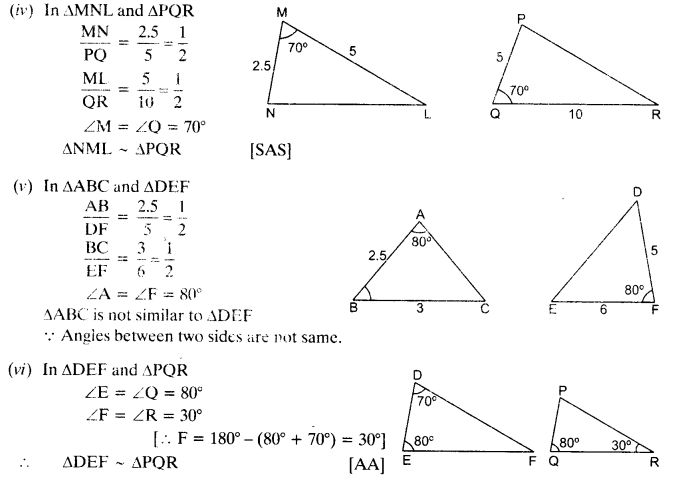 (iv) In ΔMNL and ΔPQR
MN/PQ = 2.5/5 = 1/2
ML/QR = 5/10 = 1/2
∠M = ∠Q = 70°
ΔNML ~ ΔPQR [SAS]
M
70°
2.5
5
N
L
P
5
70°
Q
10
R
(v) In ΔABC and ΔDEF
AB/DF = 2.5/5 = 1/2
BC/EF = 3/6 = 1/2
∠A = ∠F = 80°
ΔABC is not similar to ΔDEF
∵ Angles between two sides are not same.
A
80°
2.5
B
3
C
D
5
80°
E
6
F
(vi) In ΔDEF and ΔPQR
∠E = ∠Q = 80°
∠F = ∠R = 30°
[∴ F = 180° – (80° + 70°) = 30°]
∴ ΔDEF ~ ΔPQR [AA]
D
70°
80°
E
F
P
80°
30°
Q
R